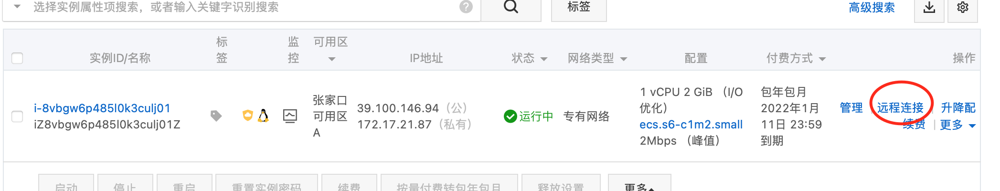 选择实例属性项搜索，或者输入关键字识别搜索
?
标签
高级搜索
实例ID/名称
标签
监控
可用区
IP地址
状态
网络类型
配置
付费方式
操作
i-8vbgw6p485l0k3culj01
iZ8vbgw6p485l0k3culj01Z
张家口
可用区
A
39.100.146.94（公）
172.17.21.87（私有）
运行中
专有网络
1 vCPU 2 GiB （I/O
优化）
ecs.s6-c1m2.small
2Mbps （峰值）
包年包月
2022年1月
11日 23:59
到期
管理 | 远程连接 | 升降配
续费 | 更多
启动
停止
重启
重置实例密码
续费
按量付费转包年包月
释放设置
更多